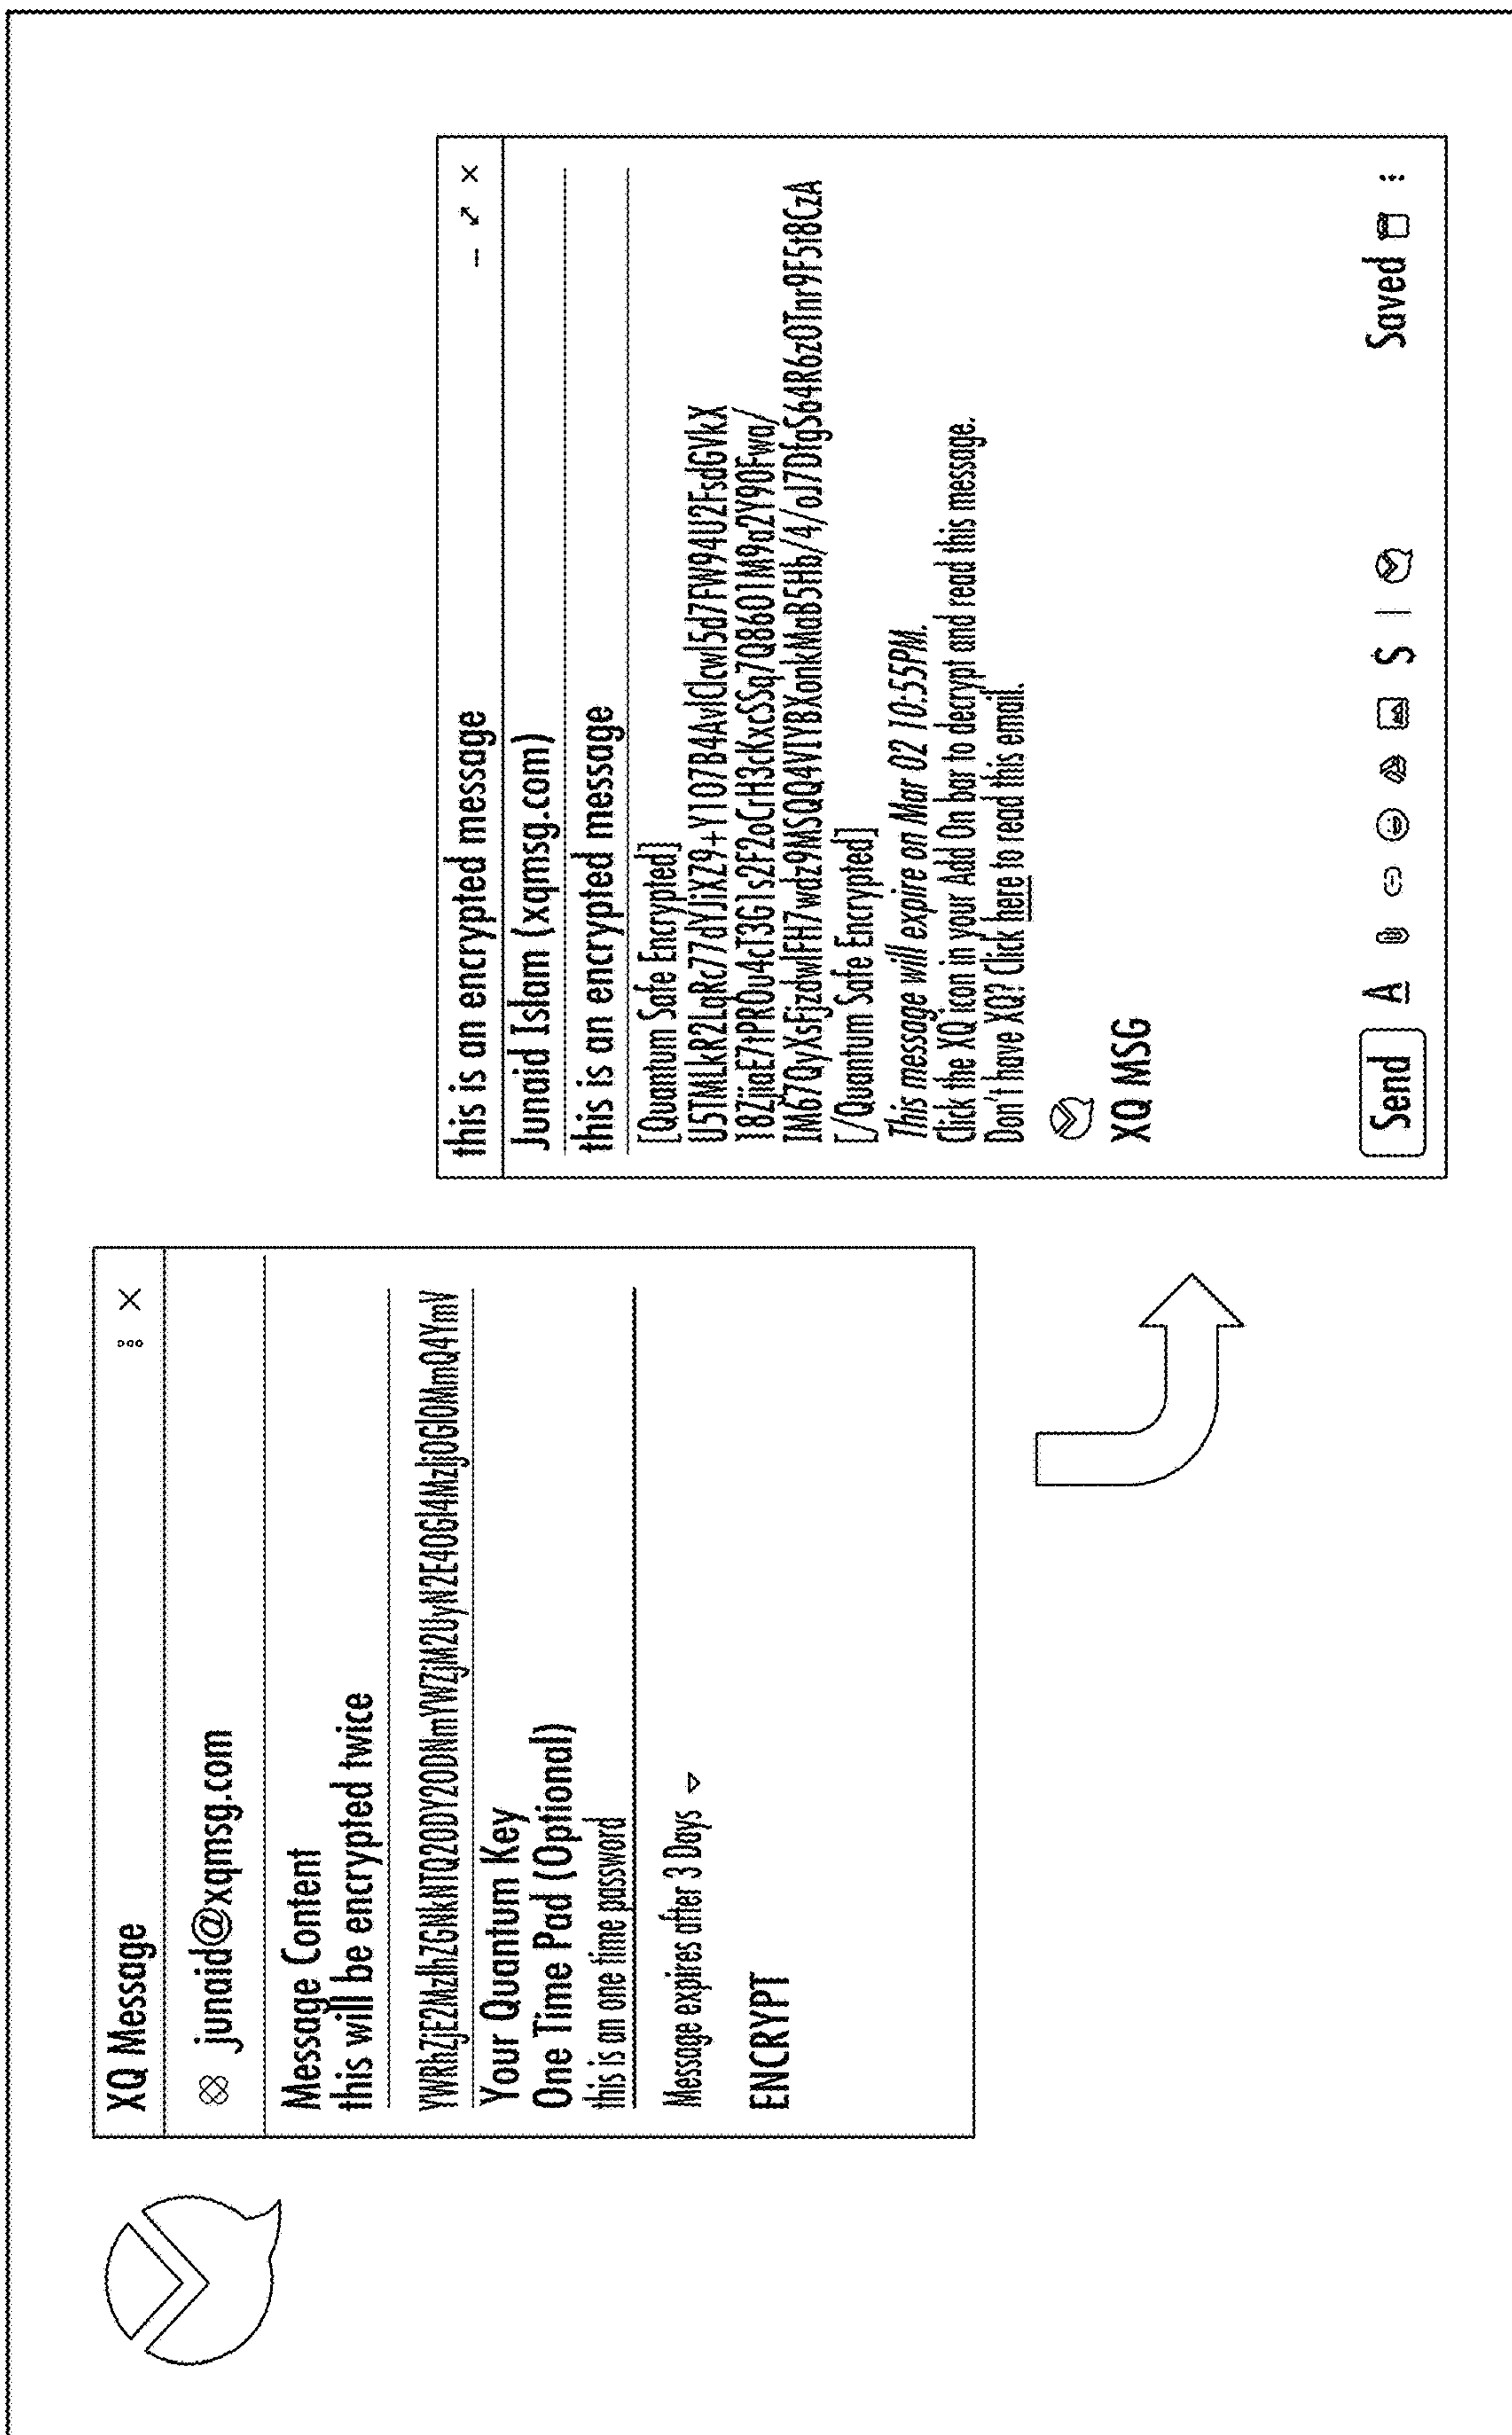 XQ Message
junaid@xqmsg.com
Message Content
this will be encrypted twice
YWRhZjE2MzlhZGNkNTQ2ODY2ODNmYWZjM2UyN2E4OGI4MzljOGI0MmQ4YmV
Your Quantum Key
One Time Pad (Optional)
this is an one time password
Message expires after 3 Days
ENCRYPT
this is an encrypted message
Junaid Islam (xqmsg.com)
this is an encrypted message
[Quantum Safe Encrypted]
[/Quantum Safe Encrypted]
This message will expire on Mar 02 10:55PM.
Click the XQ icon in your Add On bar to decrypt and read this message.
Don't have XQ? Click here to read this email.
XQ MSG
Send A S Saved